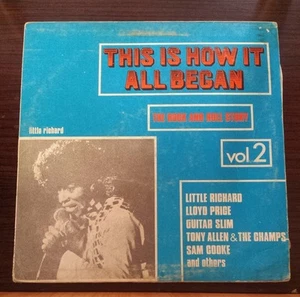 THIS IS HOW IT
ALL BEGAN
THE ROCK AND ROLL STORY
vol 2
little richard
LITTLE RICHARD
LLOYD PRICE
GUITAR SLIM
TONY ALLEN & THE CHAMPS
SAM COOKE
and others